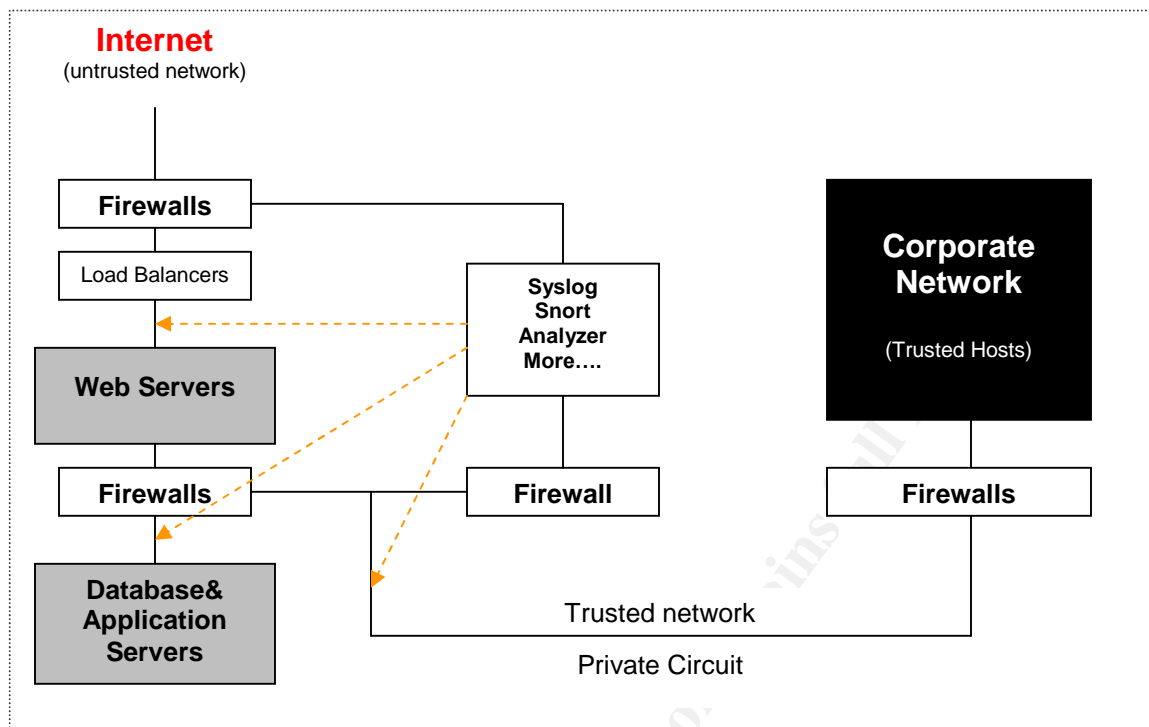 Internet
(untrusted network)
Firewalls
Load Balancers
Web Servers
Firewalls
Database&
Application
Servers
Syslog
Snort
Analyzer
More….
Firewall
Corporate
Network
(Trusted Hosts)
Firewalls
Trusted network
Private Circuit